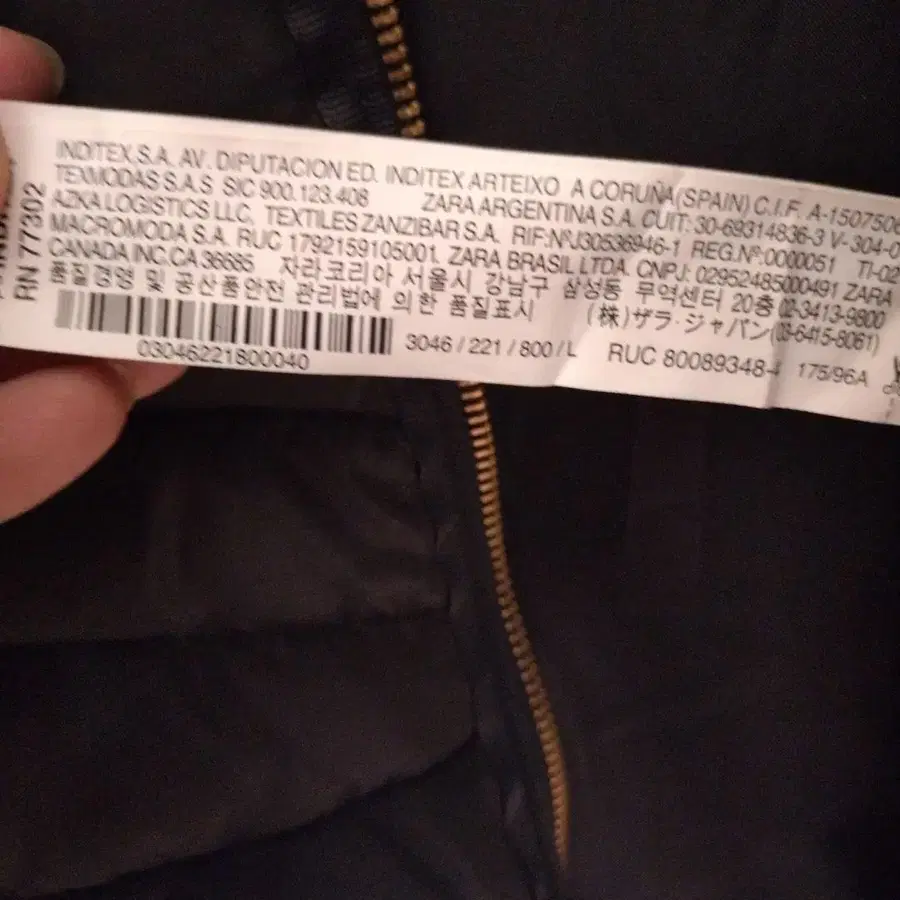 RN 77302
INDITEX,S.A. AV. DIPUTACION ED. INDITEX ARTEIXO A CORUÑA(SPAIN) C.I.F. A-1507506
TEXMODAS S.A.S SIC 900.123.408 ZARA ARGENTINA S.A. CUIT: 30-69314836-3 V-304-0
AZKA LOGISTICS LLC, TEXTILES ZANZIBAR S.A. RIF:NºJ30536946-1 REG.Nº:0000051 TI-02
MACROMODA S.A. RUC 1792159105001. ZARA BRASIL LTDA. CNPJ: 02952485000491 ZARA
CANADA INC.CA 36685 자라코리아 서울시 강남구 삼성동 무역센터 20층 02-3413-9800
품질경영 및 공산품안전 관리법에 의한 품질표시 (株)ザラ・ジャパン(03-6415-8061)
03046221800040 3046 / 221 / 800 / L RUC 80089348-4 175/96A